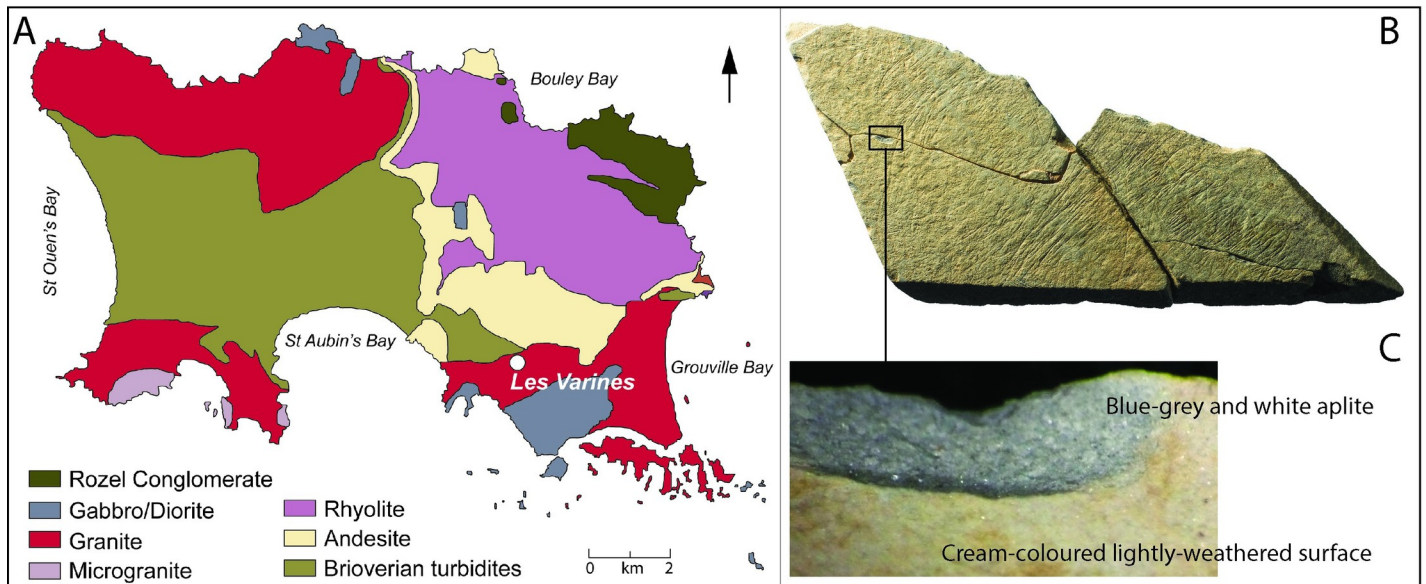 A
Bouley Bay
St Ouen's Bay
St Aubin's Bay
Grouville Bay
Les Varines
Rozel Conglomerate
Gabbro/Diorite
Granite
Microgranite
Rhyolite
Andesite
Brioverian turbidites
0 km 2
B
C
Blue-grey and white aplite
Cream-coloured lightly-weathered surface